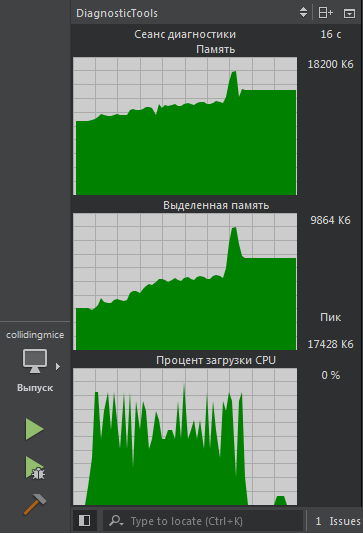 DiagnosticTools
Сеанс диагностики 16 с
Память
18200 Кб
Выделенная память
9864 Кб
Пик
17428 Кб
Процент загрузки CPU
0 %
collidingmice
Выпуск
Type to locate (Ctrl+K)
1 Issues